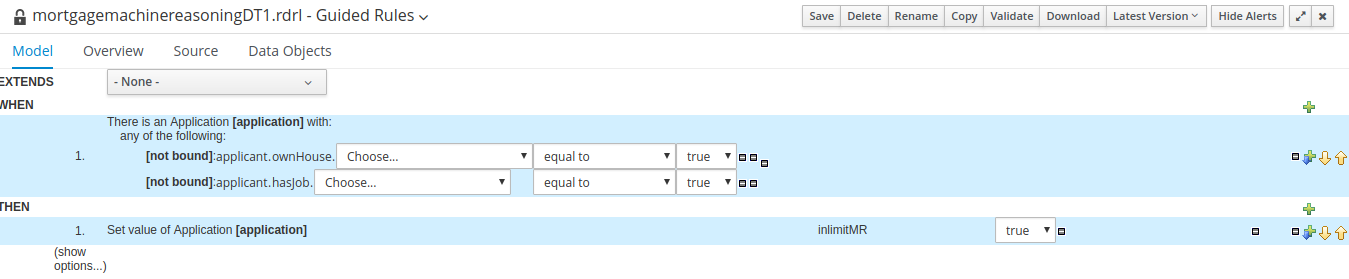 mortgagemachinereasoningDT1.rdrl - Guided Rules
Save Delete Rename Copy Validate Download Latest Version Hide Alerts
Model Overview Source Data Objects
EXTENDS - None -
WHEN
There is an Application [application] with:
any of the following:
1. [not bound]:applicant.ownHouse. Choose... equal to true
[not bound]:applicant.hasJob. Choose... equal to true
THEN
1. Set value of Application [application] inlimitMR true
(show
options...)